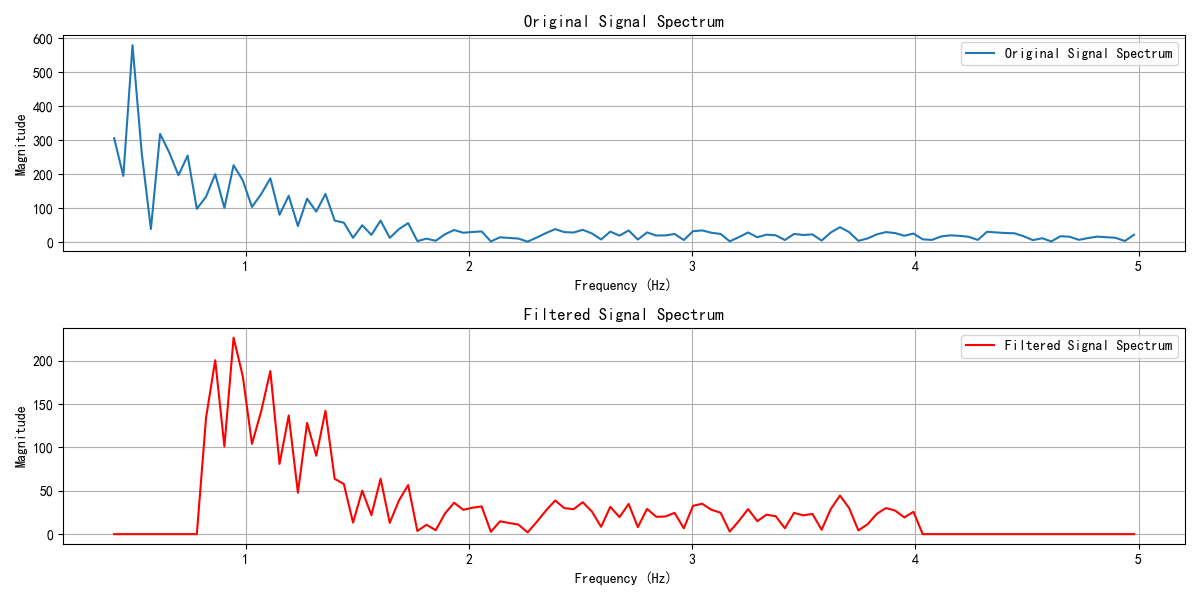 Original Signal Spectrum
600
500
400
300
200
100
0
Magnitude
Original Signal Spectrum
1 2 3 4 5
Frequency (Hz)
Filtered Signal Spectrum
200
150
100
50
0
Magnitude
Filtered Signal Spectrum
1 2 3 4 5
Frequency (Hz)